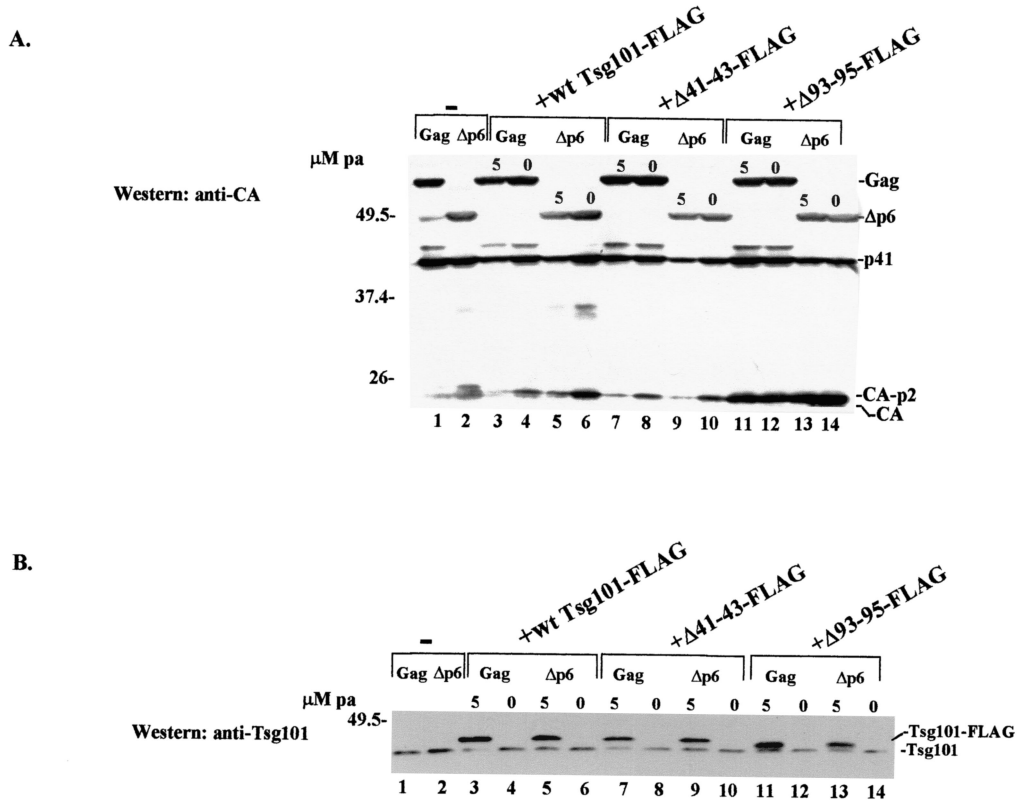 A.
+wt Tsg101-FLAG +Δ41-43-FLAG +Δ93-95-FLAG
-
Gag Δp6 Gag Δp6 Gag Δp6 Gag Δp6
μM pa 5 0 5 0 5 0
-Gag
Western: anti-CA
5 0 5 0 5 0
49.5- -Δp6
-p41
37.4-
26-
-CA-p2
-CA
1 2 3 4 5 6 7 8 9 10 11 12 13 14
B.
+wt Tsg101-FLAG +Δ41-43-FLAG +Δ93-95-FLAG
-
Gag Δp6 Gag Δp6 Gag Δp6 Gag Δp6
μM pa 5 0 5 0 5 0 5 0 5 0 5 0
49.5-
Western: anti-Tsg101
-Tsg101-FLAG
-Tsg101
1 2 3 4 5 6 7 8 9 10 11 12 13 14